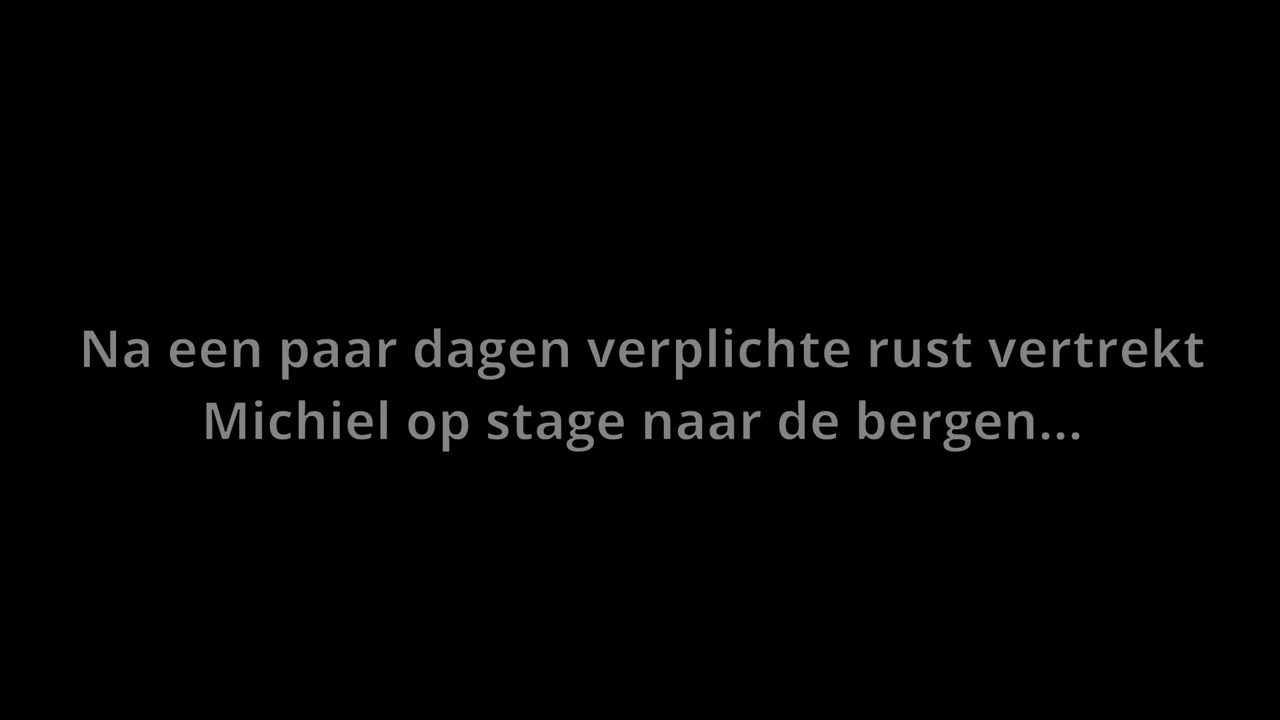 Na een paar dagen verplichte rust vertrekt
Michiel op stage naar de bergen...